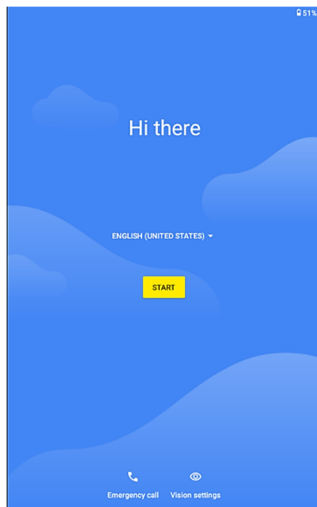 51%
Hi there
ENGLISH (UNITED STATES)
START
Emergency call Vision settings